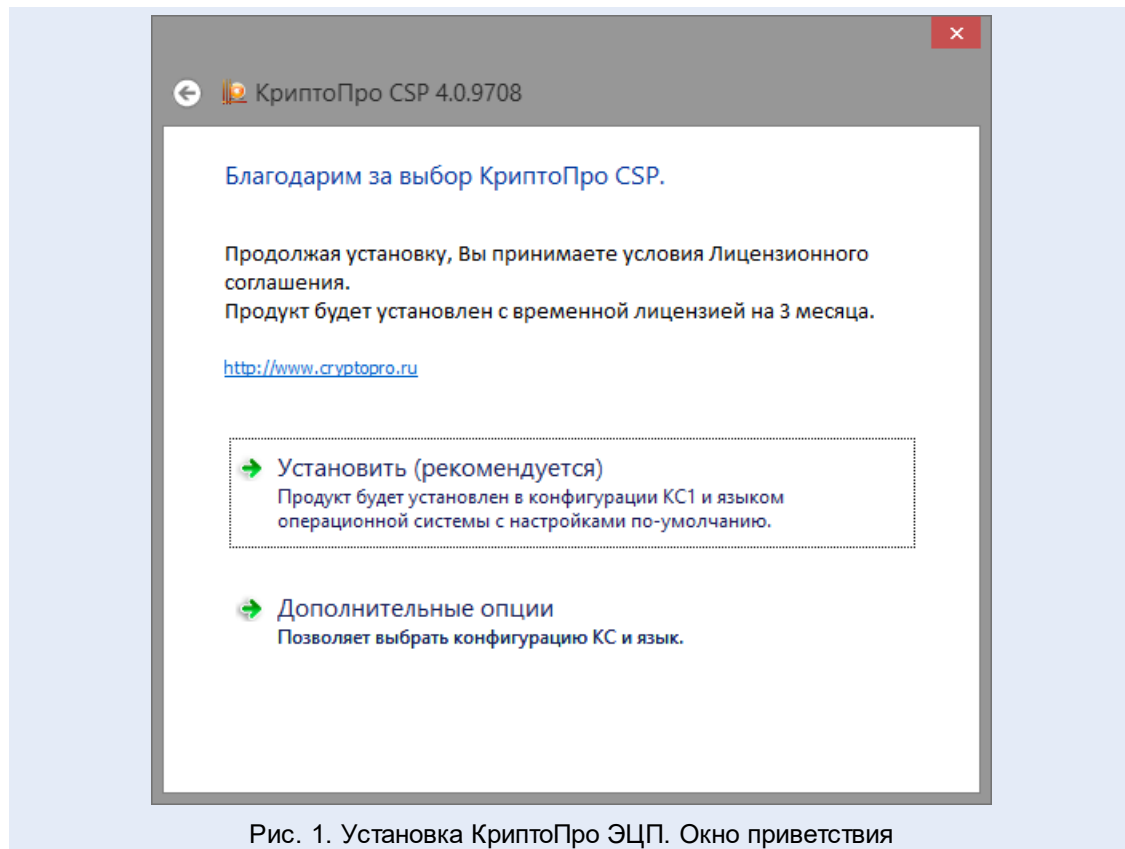 КриптоПро CSP 4.0.9708
Благодарим за выбор КриптоПро CSP.
Продолжая установку, Вы принимаете условия Лицензионного
соглашения.
Продукт будет установлен с временной лицензией на 3 месяца.
http://www.cryptopro.ru
Установить (рекомендуется)
Продукт будет установлен в конфигурации КС1 и языком
операционной системы с настройками по-умолчанию.
Дополнительные опции
Позволяет выбрать конфигурацию КС и язык.
Рис. 1. Установка КриптоПро ЭЦП. Окно приветствия